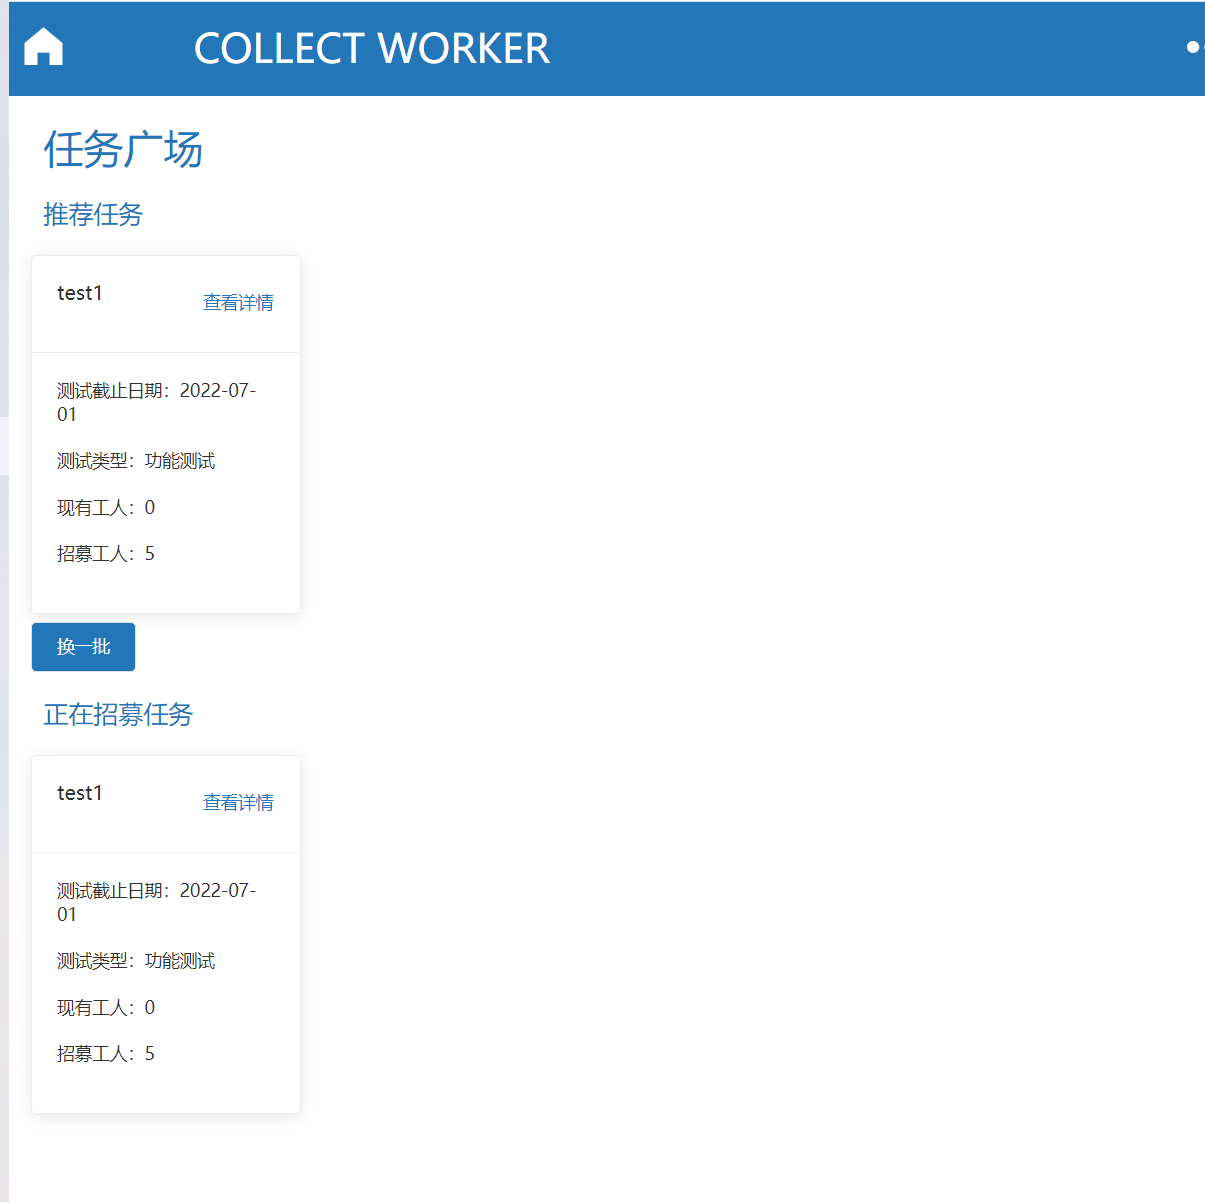 COLLECT WORKER
任务广场
推荐任务
test1
查看详情
测试截止日期：2022-07-
01
测试类型：功能测试
现有工人：0
招募工人：5
换一批
正在招募任务
test1
查看详情
测试截止日期：2022-07-
01
测试类型：功能测试
现有工人：0
招募工人：5